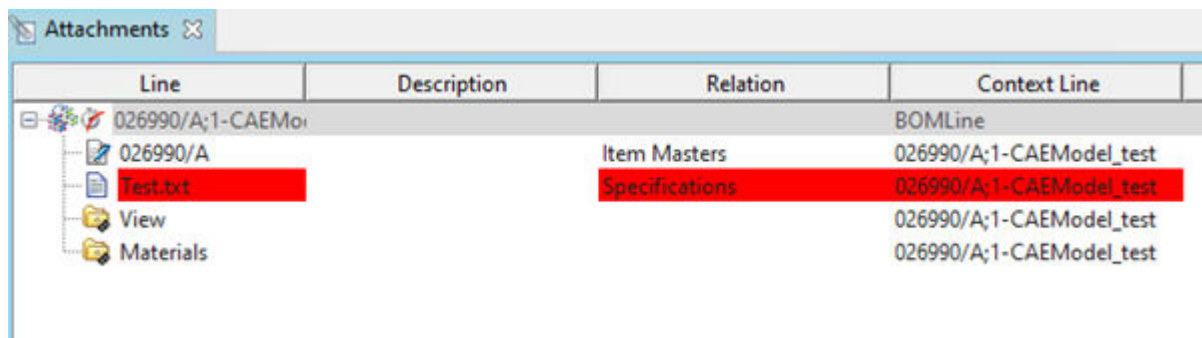 Attachments
Line Description Relation Context Line
026990/A;1-CAEMo BOMLine
026990/A Item Masters 026990/A;1-CAEModel_test
Test.txt Specifications 026990/A;1-CAEModel_test
View 026990/A;1-CAEModel_test
Materials 026990/A;1-CAEModel_test